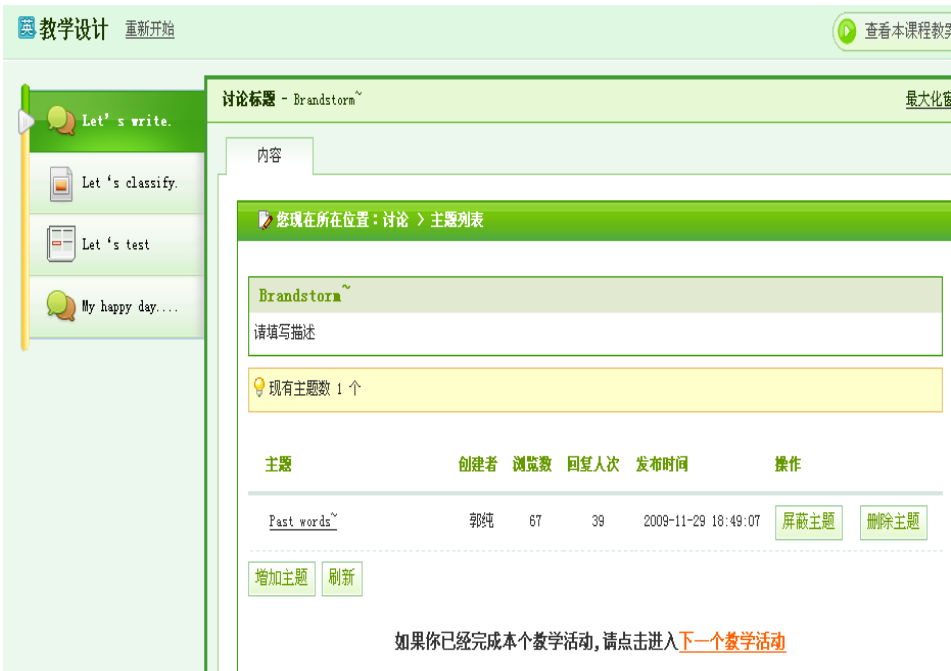 英 教学设计 重新开始
查看本课程教案
Let's write.
Let 's classify.
Let 's test
My happy day....
讨论标题 - Brandstorm~
最大化窗
内容
您现在所在位置：讨论 > 主题列表
Brandstorm~
请填写描述
现有主题数 1 个
主题 创建者 浏览数 回复人次 发布时间 操作
Past words~ 郭纯 67 39 2009-11-29 18:49:07 屏蔽主题 删除主题
增加主题 刷新
如果你已经完成本个教学活动,请点击进入下一个教学活动